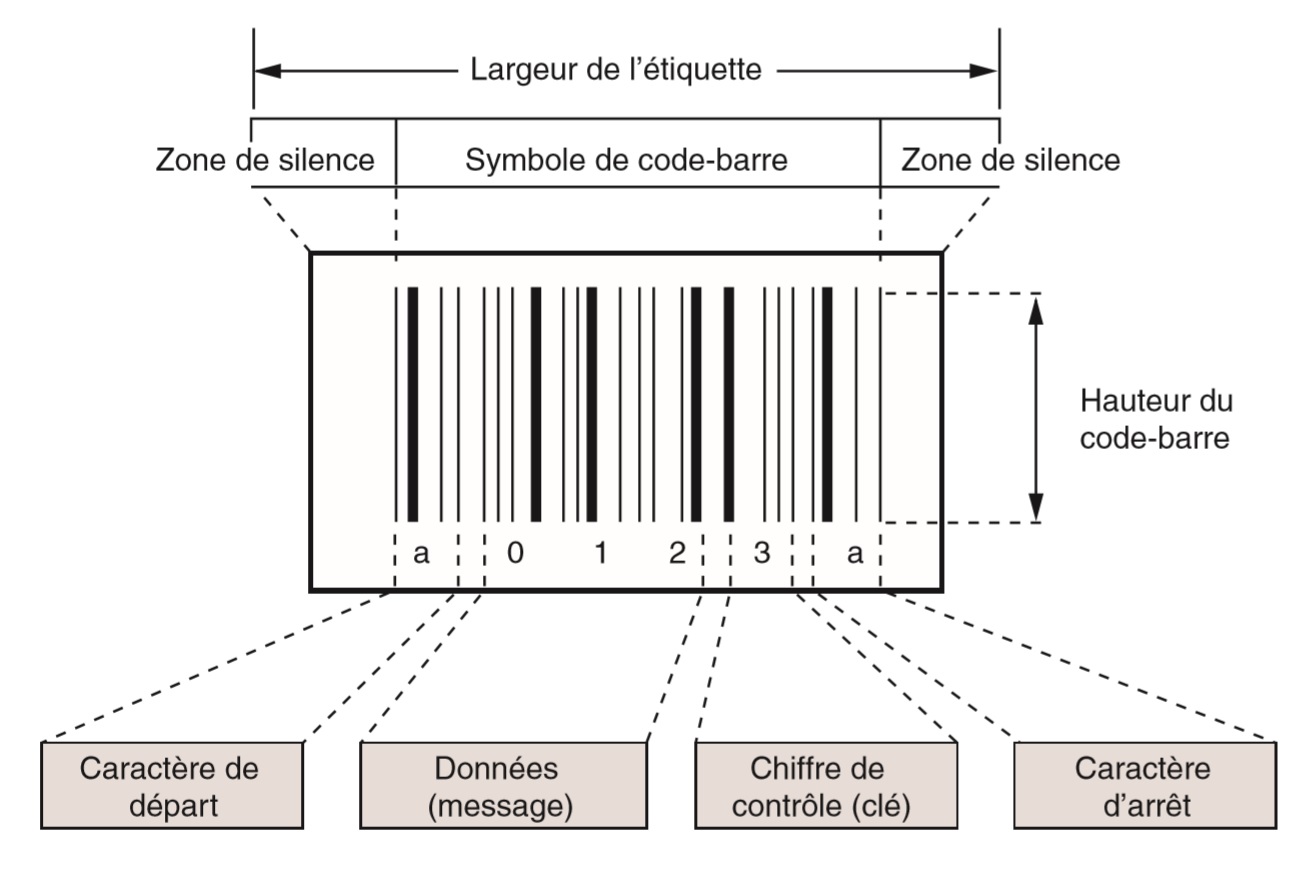 Largeur de l’étiquette
Zone de silence
Symbole de code-barre
Zone de silence
Hauteur du
code-barre
a 0 1 2 3 a
Caractère de
départ
Données
(message)
Chiffre de
contrôle (clé)
Caractère
d’arrêt